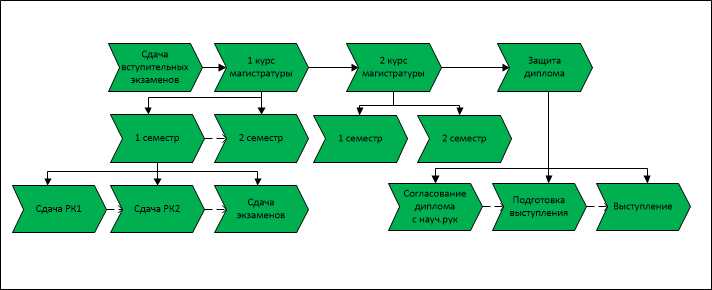 Сдача
вступительных
экзаменов
1 курс
магистратуры
2 курс
магистратуры
Защита
диплома
1 семестр
2 семестр
1 семестр
2 семестр
Сдача РК1
Сдача РК2
Сдача
экзаменов
Согласование
диплома
с науч.рук
Подготовка
выступления
Выступление